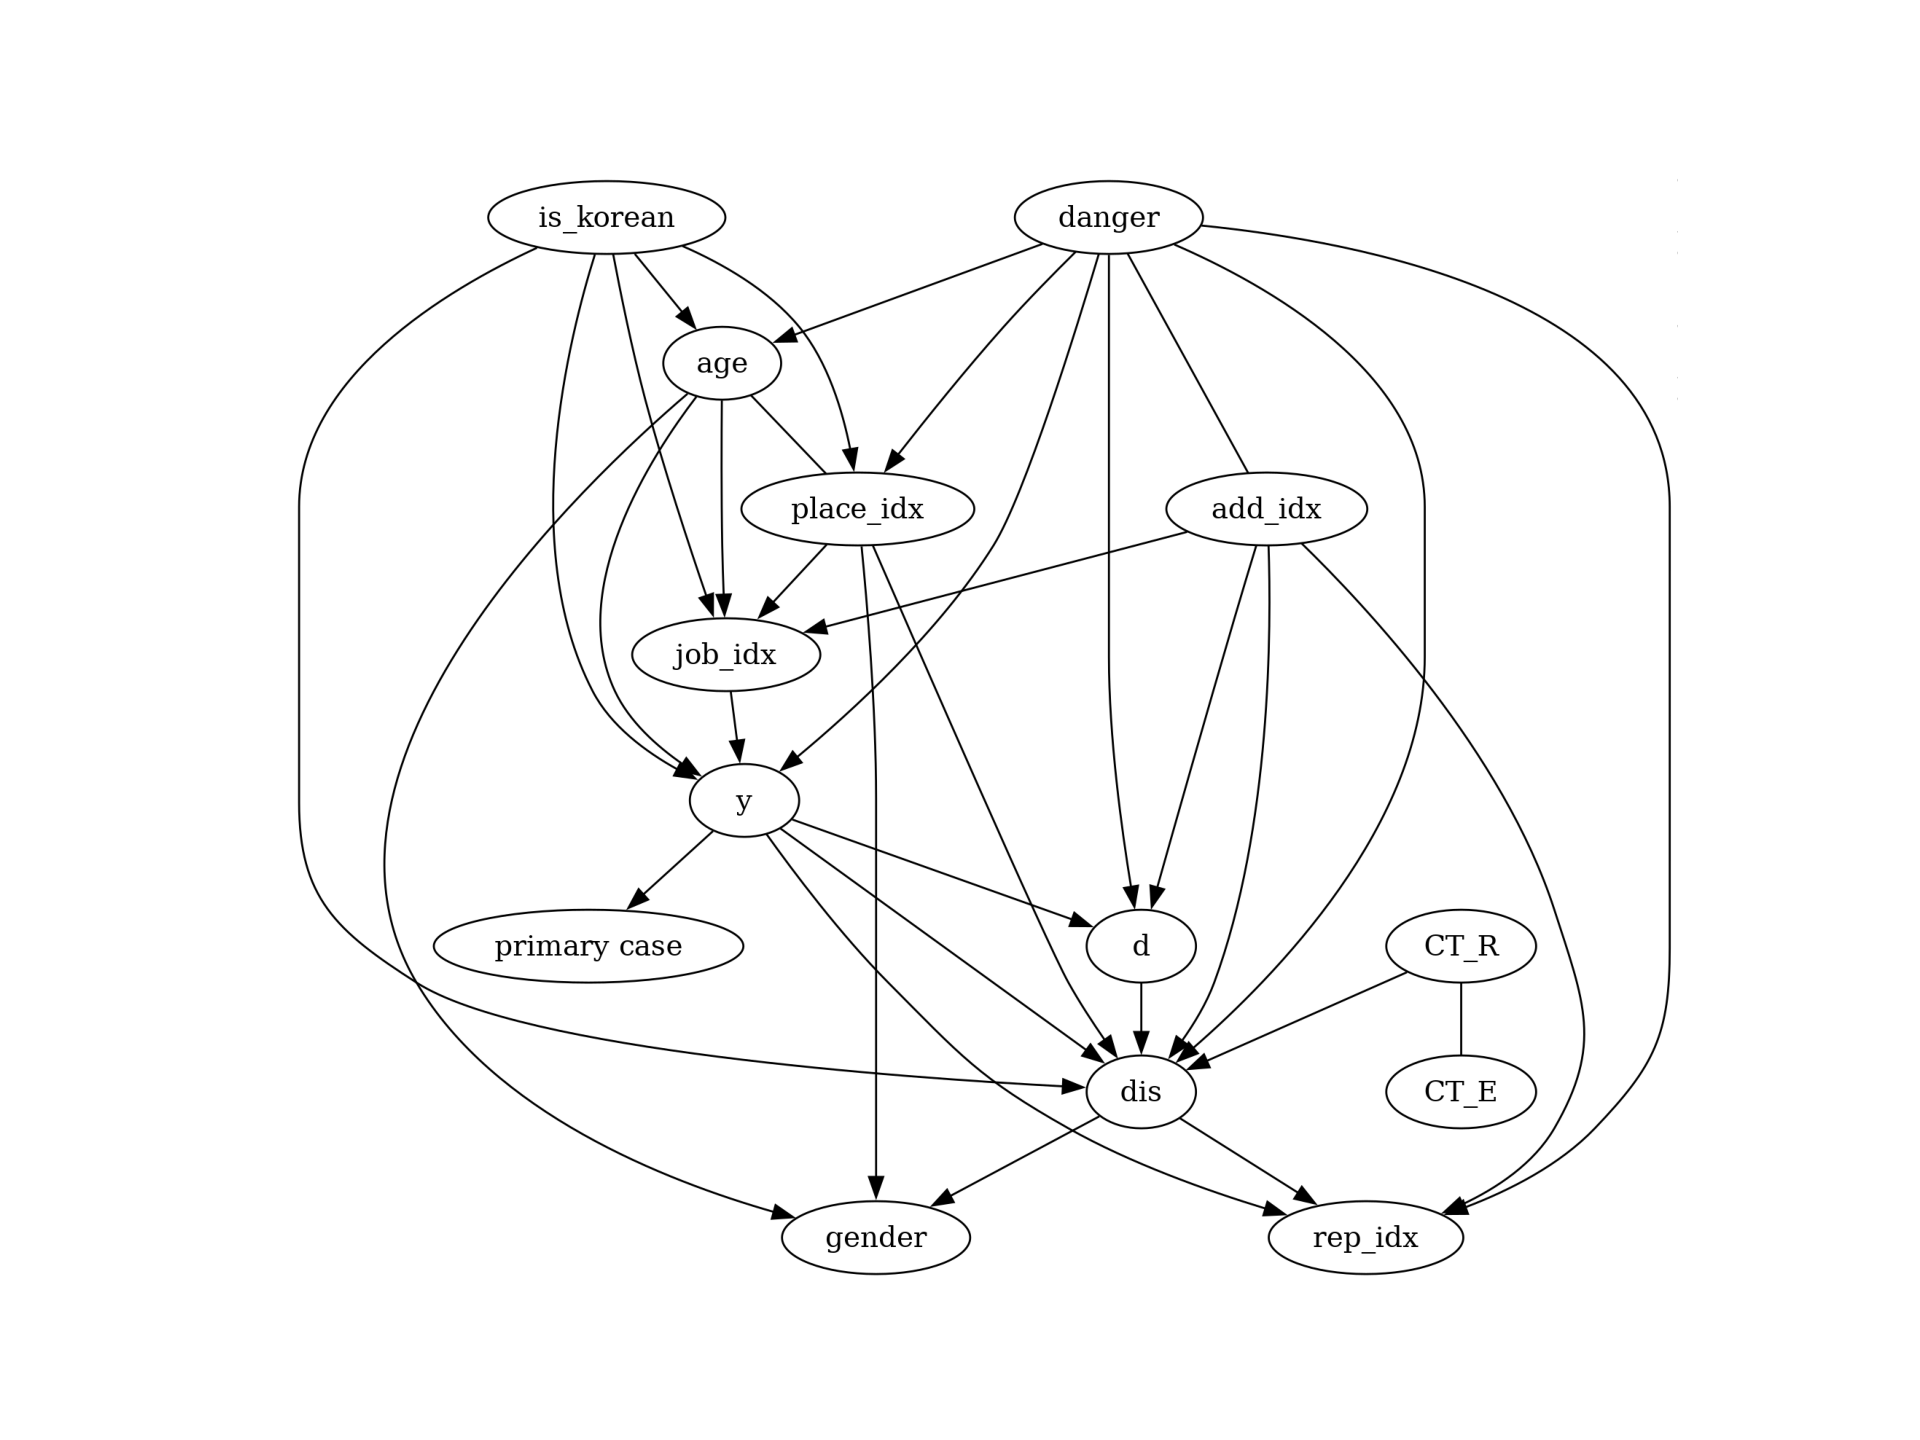 is_korean
danger
age
place_idx
add_idx
job_idx
y
primary case
d
CT_R
dis
CT_E
gender
rep_idx